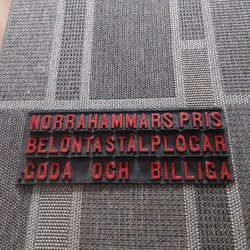 NORRAHAMMARS PRIS
BELÖNTA STÅLPLOGAR
GODA OCH BILLIGA